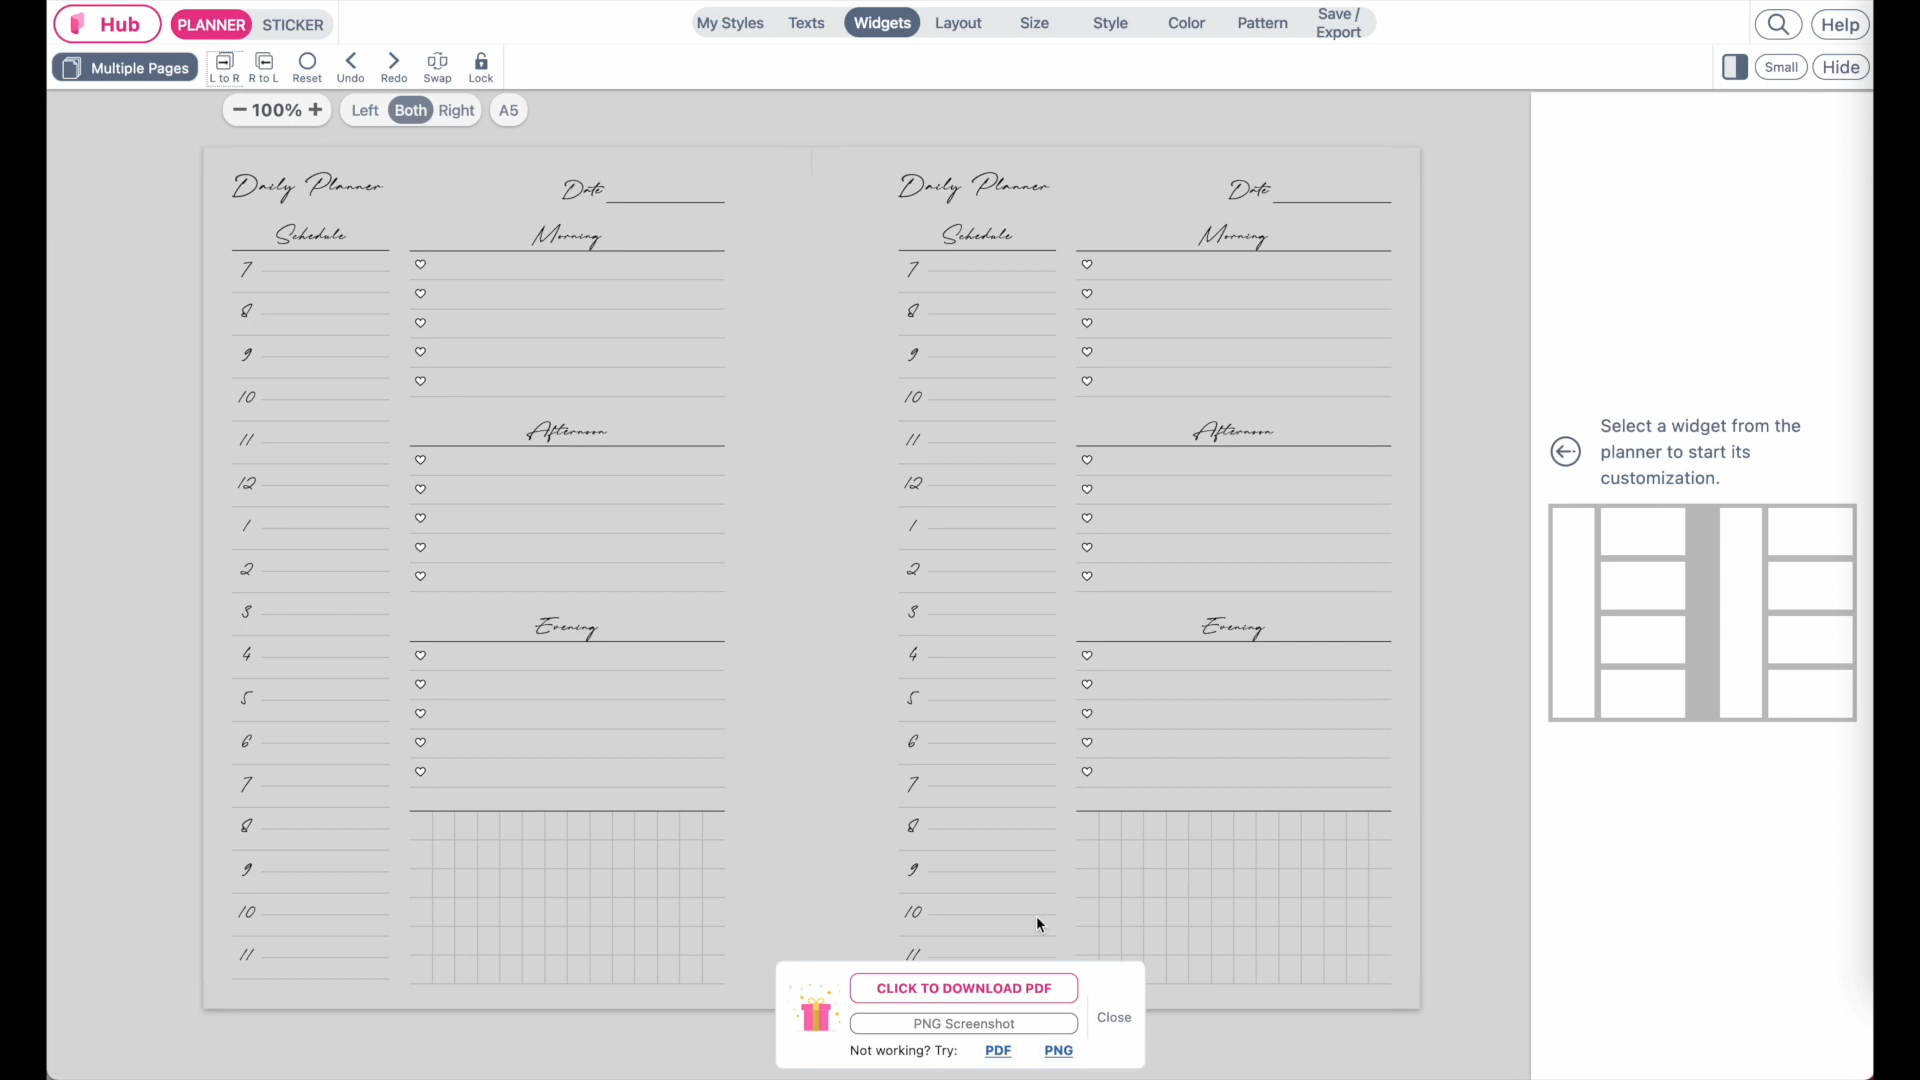 Hub PLANNER STICKER My Styles Texts Widgets Layout Size Style Color Pattern Save / Export Help
Multiple Pages L to R R to L Reset Undo Redo Swap Lock Small Hide
100% Left Both Right A5
Daily Planner Date
Schedule
7
8
9
10
11
12
1
2
3
4
5
6
7
8
9
10
11
Morning
Afternoon
Evening
Daily Planner Date
Schedule
7
8
9
10
11
12
1
2
3
4
5
6
7
8
9
10
11
Morning
Afternoon
Evening
Select a widget from the
planner to start its
customization.
CLICK TO DOWNLOAD PDF
PNG Screenshot
Close
Not working? Try: PDF PNG